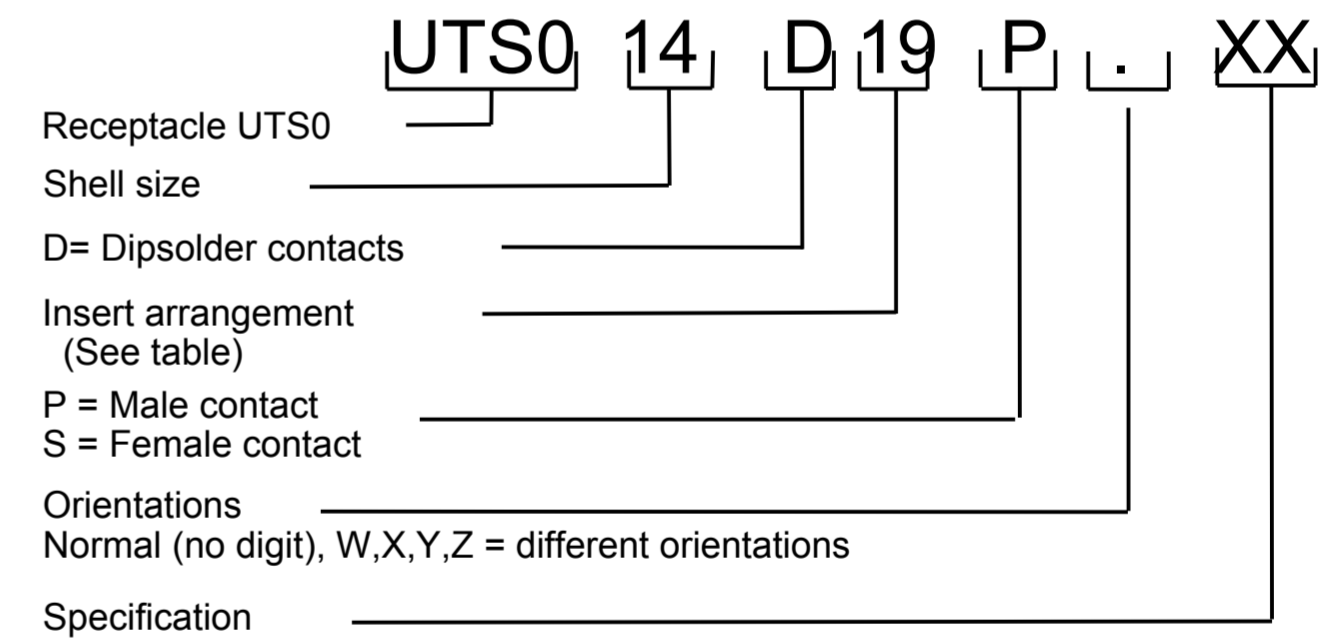 UTS0 14 D 19 P . XX
Receptacle UTS0
Shell size
D= Dipsolder contacts
Insert arrangement
(See table)
P = Male contact
S = Female contact
Orientations
Normal (no digit), W,X,Y,Z = different orientations
Specification